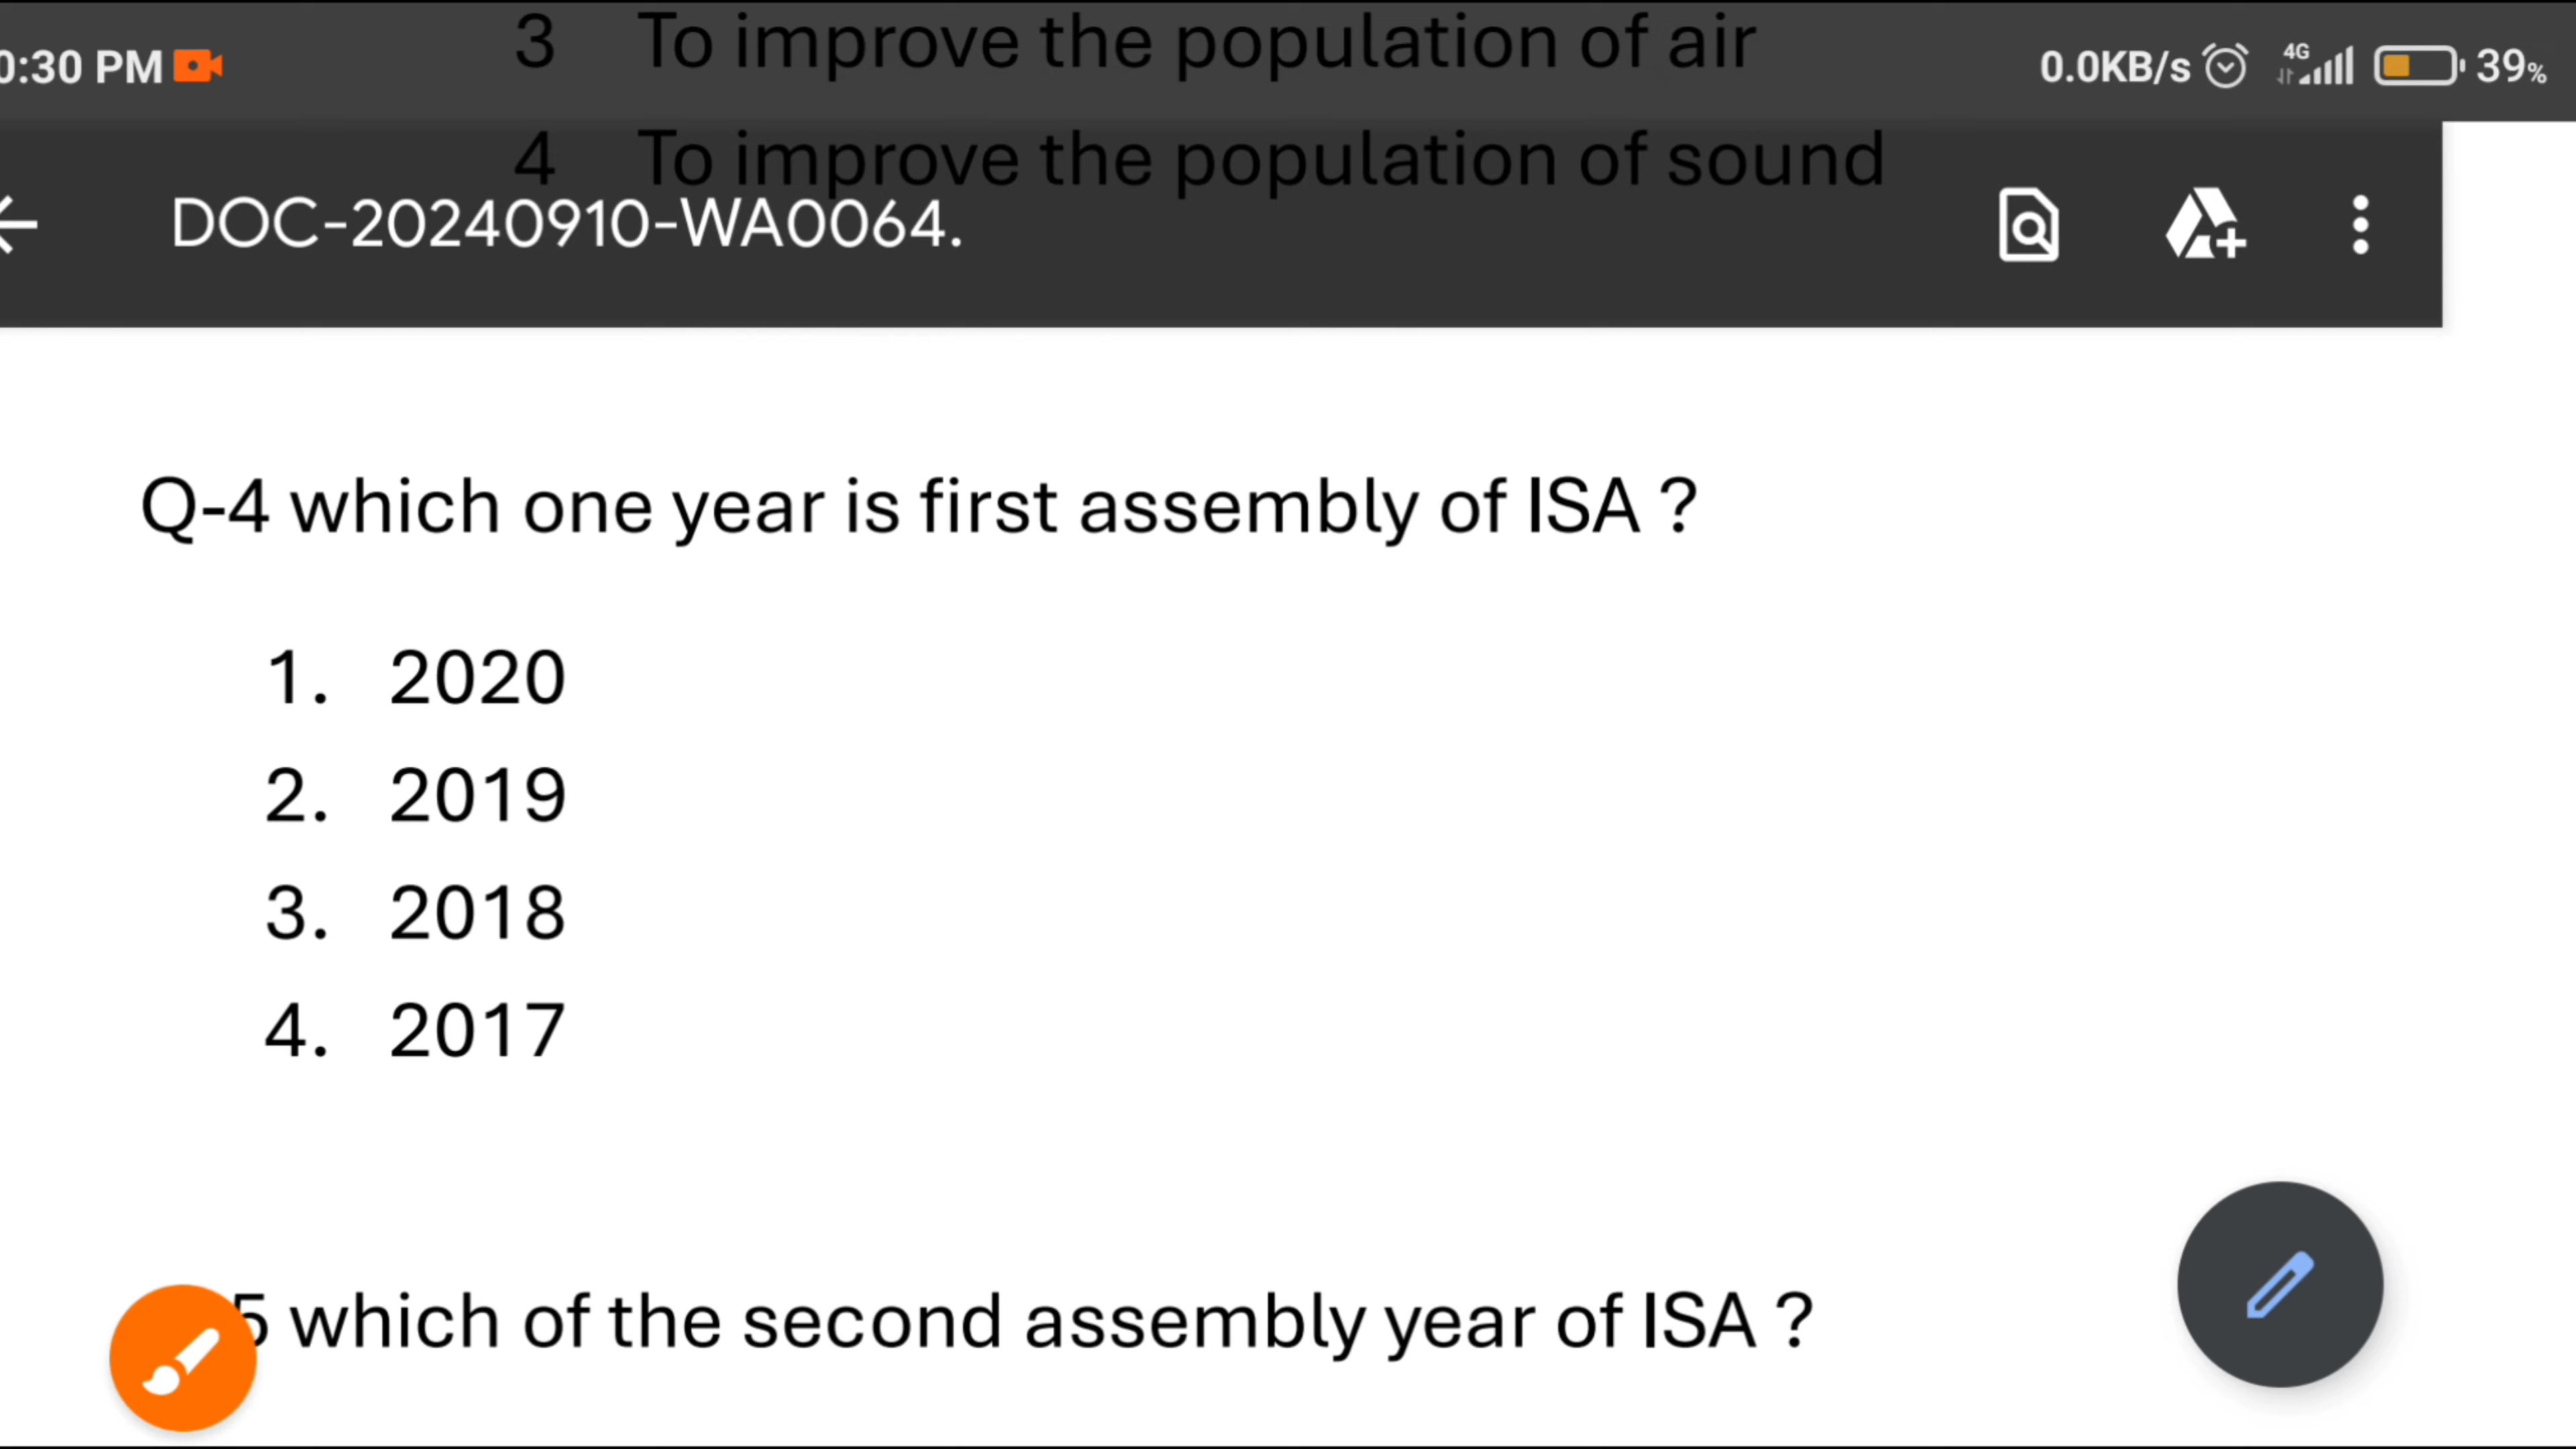 3 To improve the population of air
0:30 PM 0.0KB/s 4G 39%
4 To improve the population of sound
DOC-20240910-WA0064.
Q-4 which one year is first assembly of ISA ?
1. 2020
2. 2019
3. 2018
4. 2017
5 which of the second assembly year of ISA ?